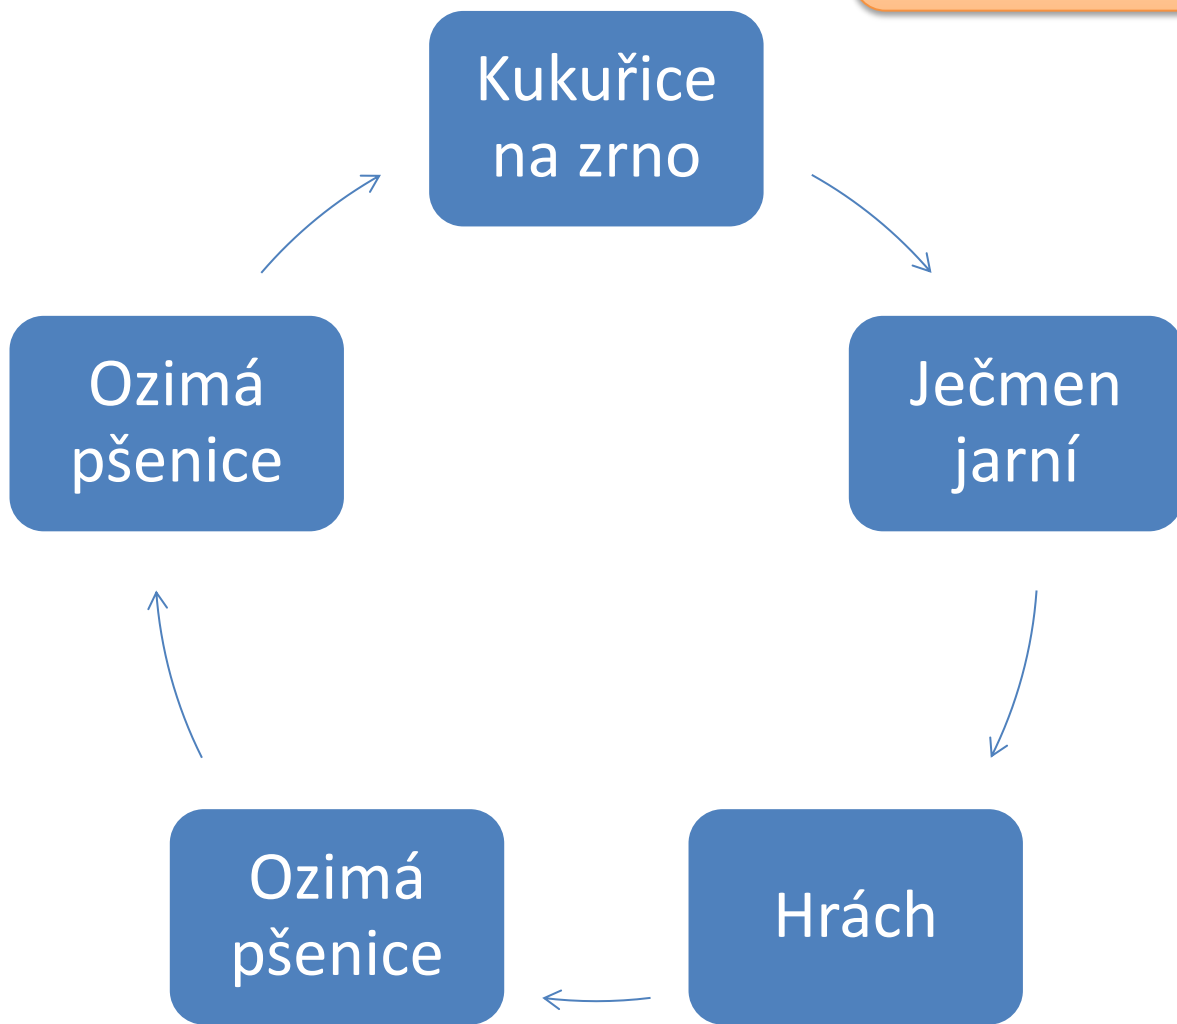 Kukuřice
na zrno
Ječmen
jarní
Hrách
Ozimá
pšenice
Ozimá
pšenice